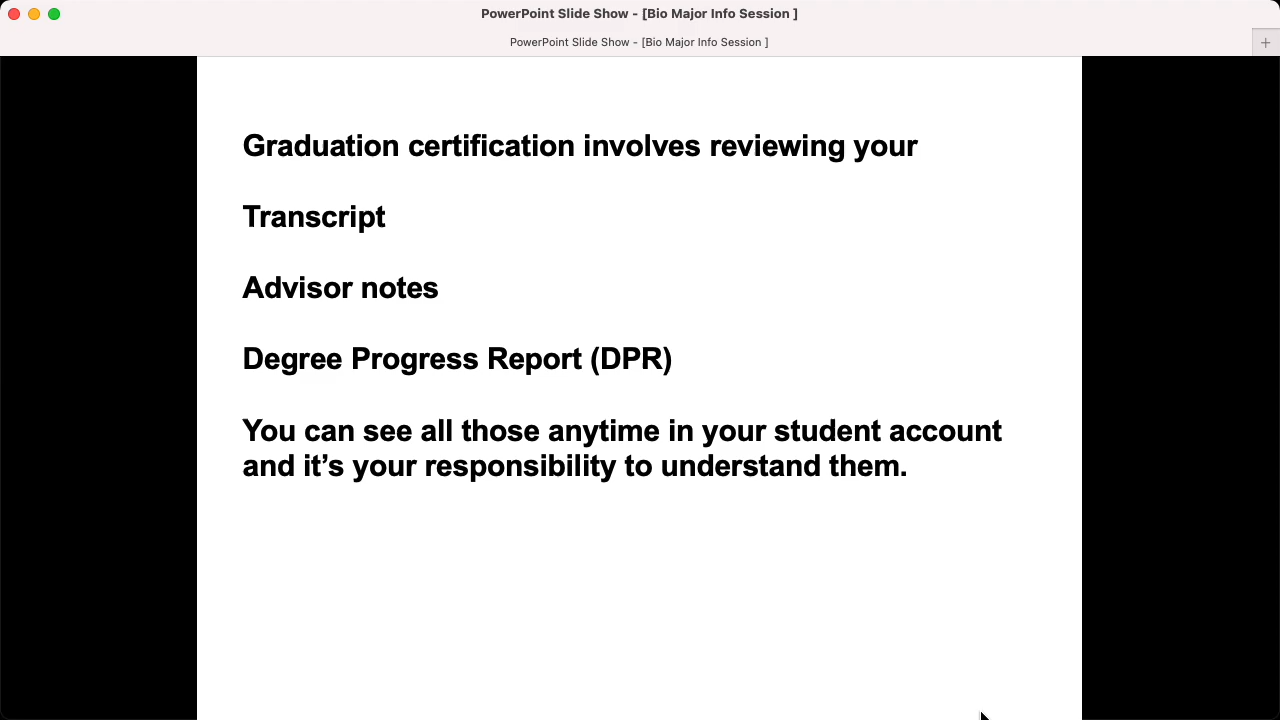 PowerPoint Slide Show - [Bio Major Info Session ]
PowerPoint Slide Show - [Bio Major Info Session ]
Graduation certification involves reviewing your
Transcript
Advisor notes
Degree Progress Report (DPR)
You can see all those anytime in your student account
and it’s your responsibility to understand them.